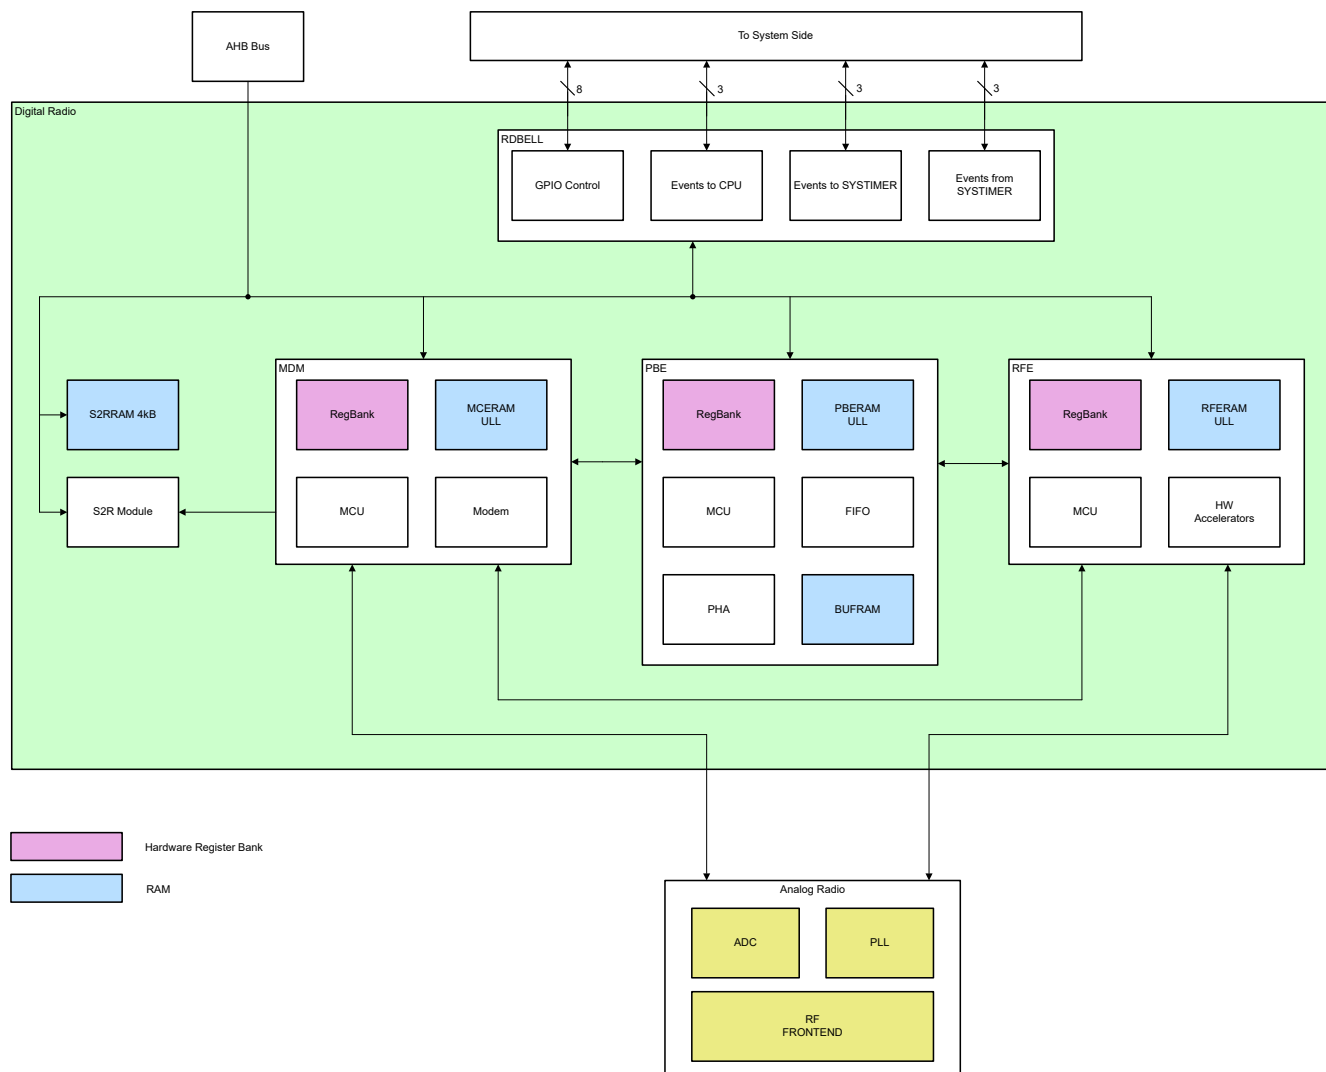 AHB Bus
To System Side
8
3
3
3
Digital Radio
RDBELL
GPIO Control
Events to CPU
Events to SYSTIMER
Events from
SYSTIMER
MDM
PBE
RFE
S2RRAM 4kB
RegBank
MCERAM
ULL
RegBank
PBERAM
ULL
RegBank
RFERAM
ULL
S2R Module
MCU
Modem
MCU
FIFO
MCU
HW
Accelerators
PHA
BUFRAM
Hardware Register Bank
RAM
Analog Radio
ADC
PLL
RF
FRONTEND